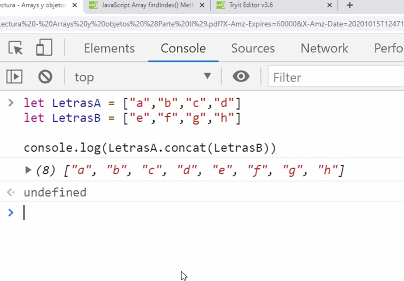 ectura - Arrays y objetos
JavaScript Array findIndex() Met
Tryit Editor v3.6
ectura%20-%20Arrays%20y%20objetos%20%28Parte%20II%29.pdf?X-Amz-Expires=60000&X-Amz-Date=20201015T12471
Elements Console Sources Network Perfo
top Filter
let LetrasA = ["a","b","c","d"]
let LetrasB = ["e","f","g","h"]
console.log(LetrasA.concat(LetrasB))
(8) ["a", "b", "c", "d", "e", "f", "g", "h"]
undefined